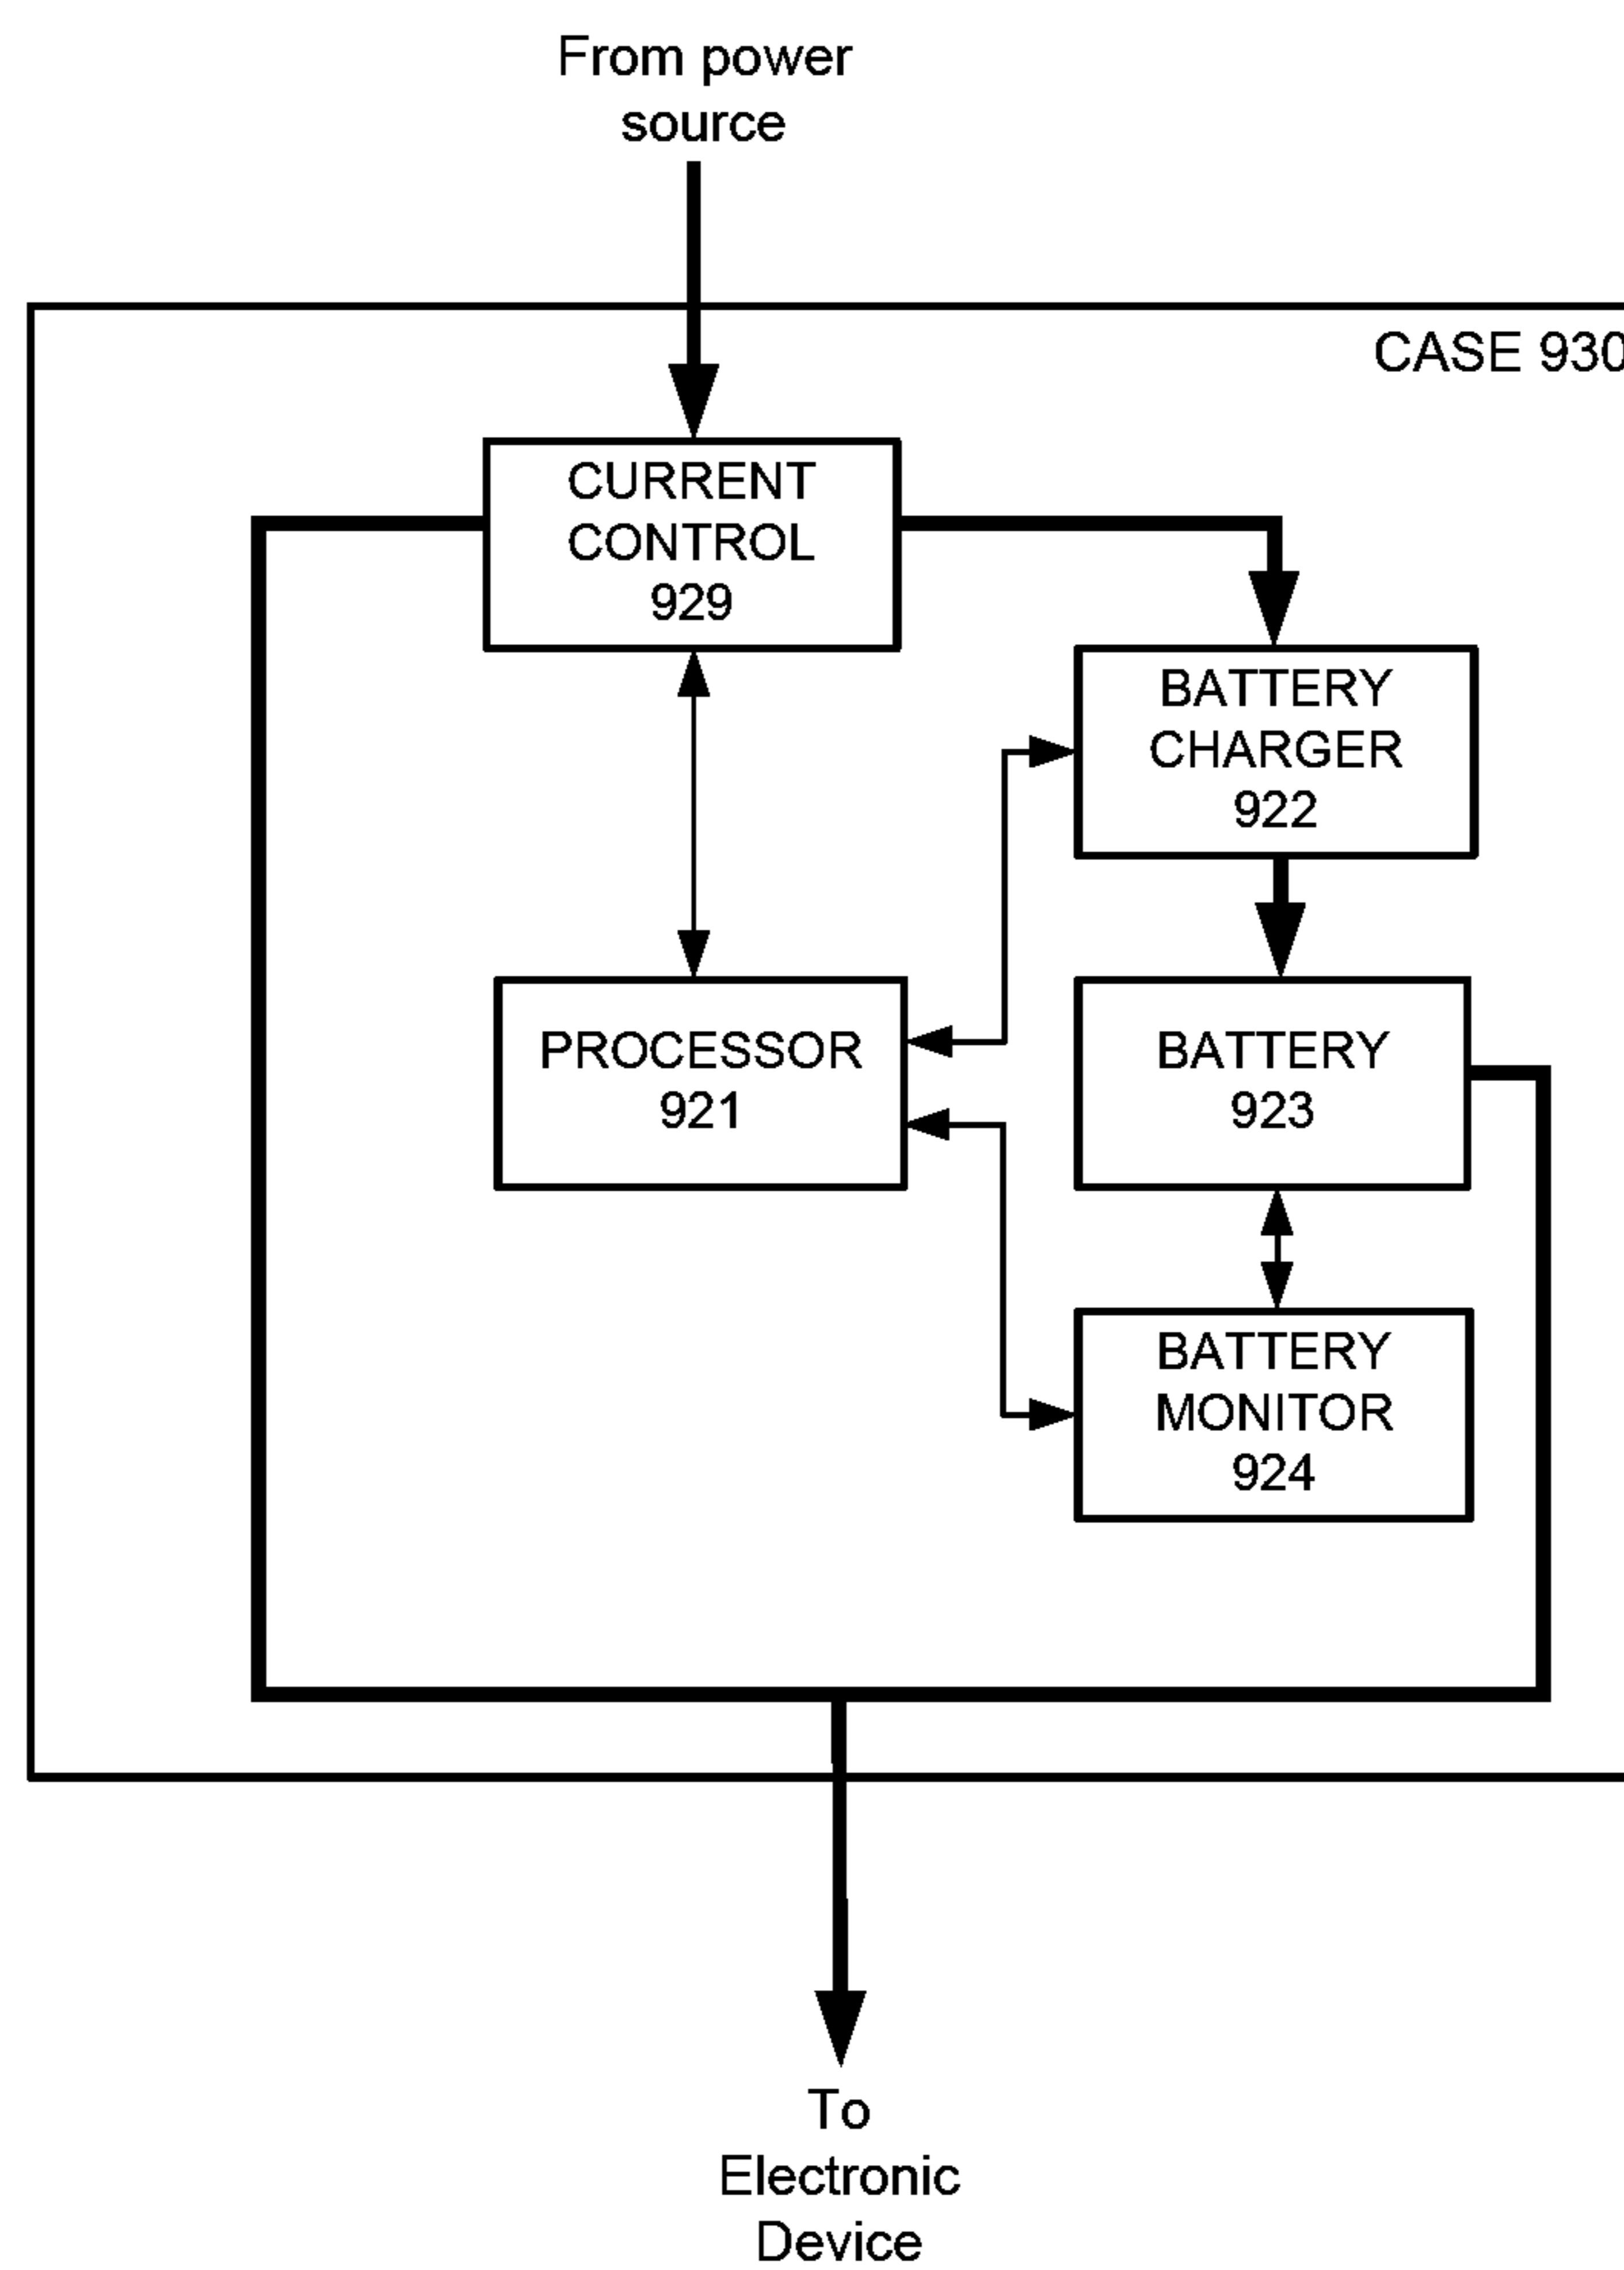 From power
source
CASE 930
CURRENT
CONTROL
929
BATTERY
CHARGER
922
PROCESSOR
921
BATTERY
923
BATTERY
MONITOR
924
To
Electronic
Device